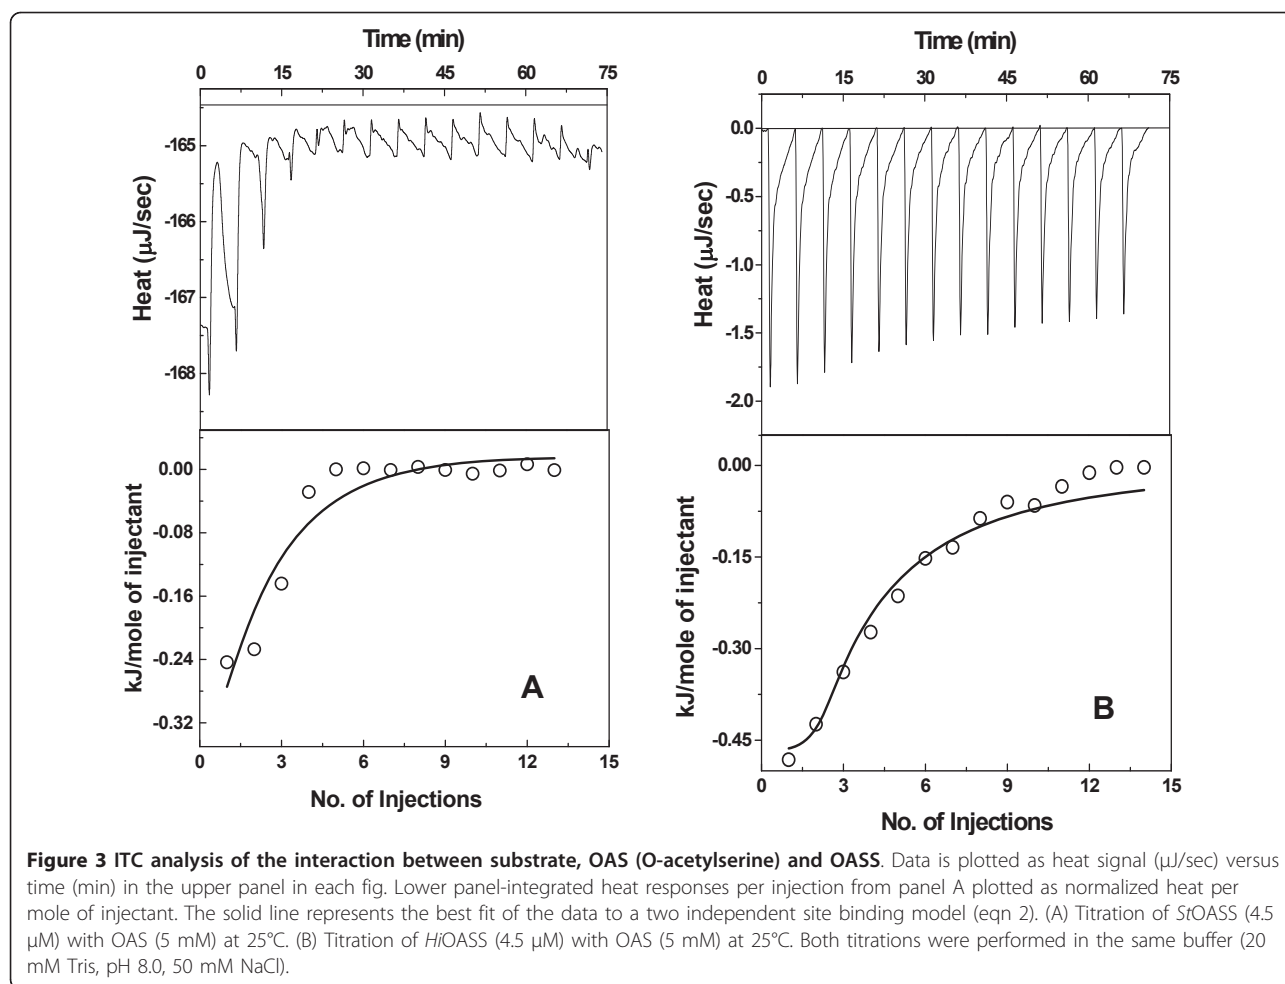 Time (min)
0 15 30 45 60 75
-165
-166
-167
-168
Heat (µJ/sec)
0.00
-0.08
-0.16
-0.24
-0.32
kJ/mole of injectant
A
0 3 6 9 12 15
No. of Injections
Time (min)
0 15 30 45 60 75
0.0
-0.5
-1.0
-1.5
-2.0
Heat (µJ/sec)
0.00
-0.15
-0.30
-0.45
kJ/mole of injectant
B
0 3 6 9 12 15
No. of Injections
Figure 3 ITC analysis of the interaction between substrate, OAS (O-acetylserine) and OASS. Data is plotted as heat signal (µJ/sec) versus
time (min) in the upper panel in each fig. Lower panel-integrated heat responses per injection from panel A plotted as normalized heat per
mole of injectant. The solid line represents the best fit of the data to a two independent site binding model (eqn 2). (A) Titration of StOASS (4.5
µM) with OAS (5 mM) at 25°C. (B) Titration of HiOASS (4.5 µM) with OAS (5 mM) at 25°C. Both titrations were performed in the same buffer (20
mM Tris, pH 8.0, 50 mM NaCl).